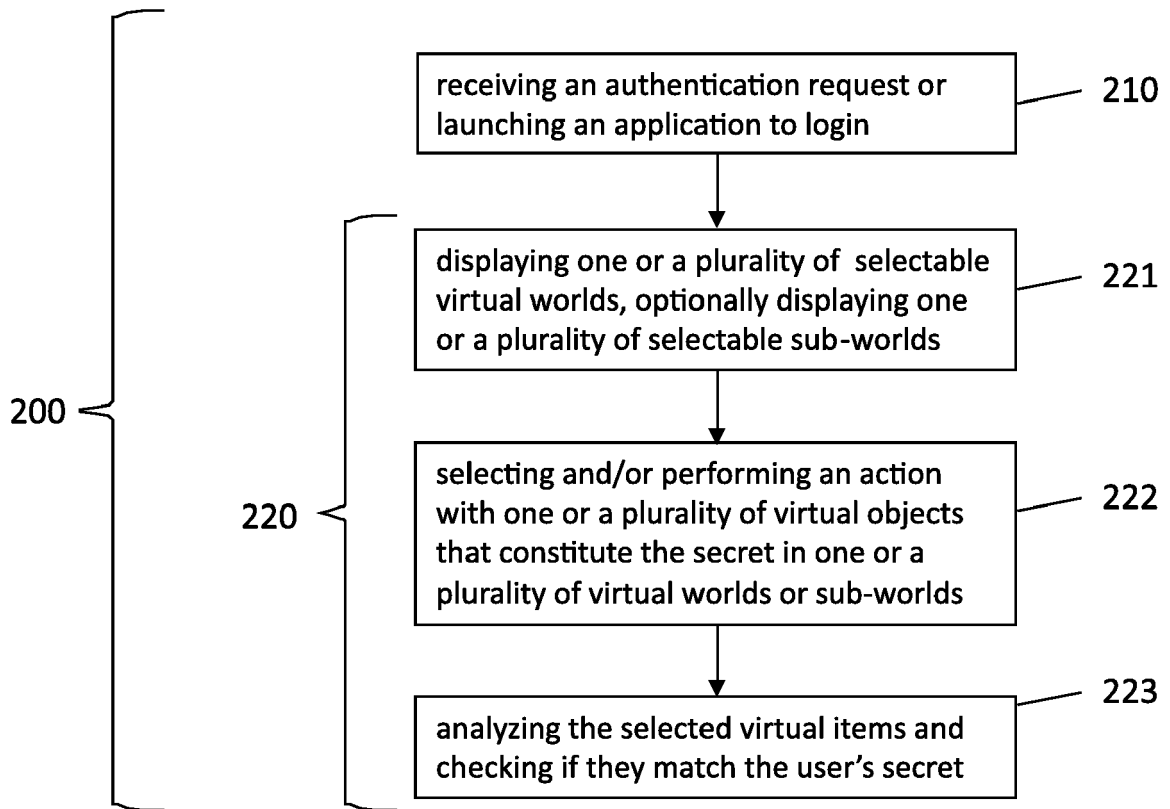 receiving an authentication request or
launching an application to login
210
displaying one or a plurality of selectable
virtual worlds, optionally displaying one
or a plurality of selectable sub-worlds
221
200
selecting and/or performing an action
with one or a plurality of virtual objects
that constitute the secret in one or a
plurality of virtual worlds or sub-worlds
222
220
analyzing the selected virtual items and
checking if they match the user's secret
223